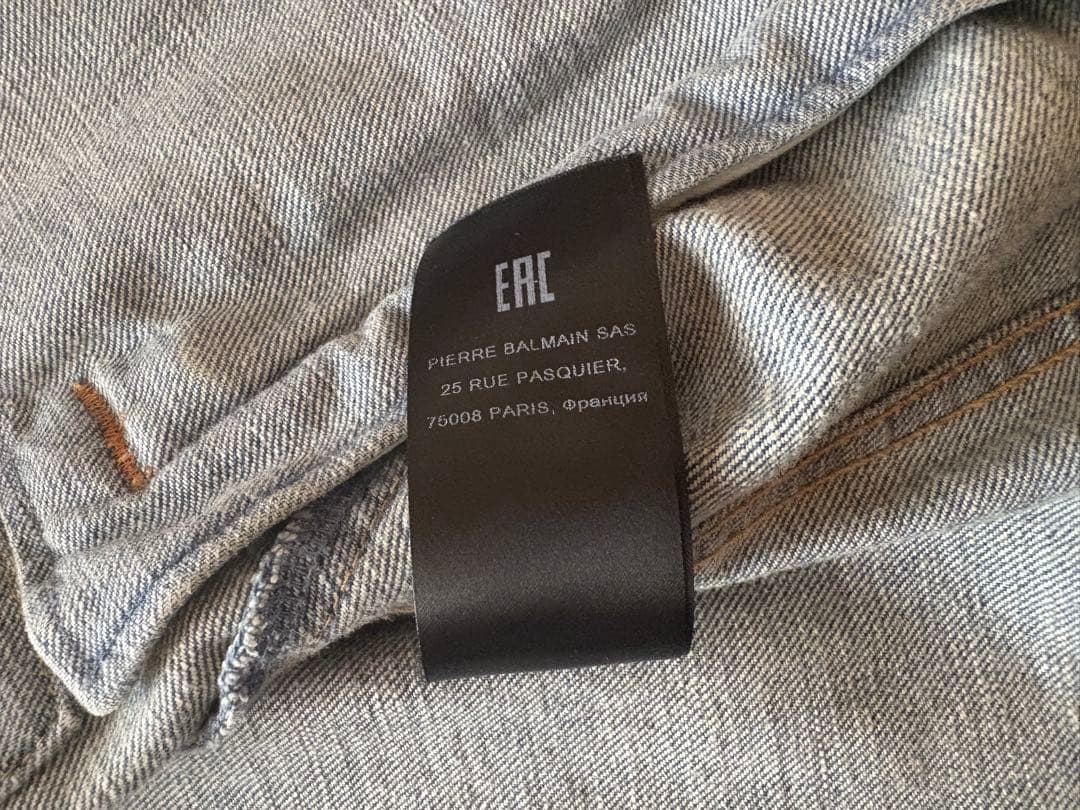 EAC
PIERRE BALMAIN SAS
25 RUE PASQUIER,
75008 PARIS, Франция